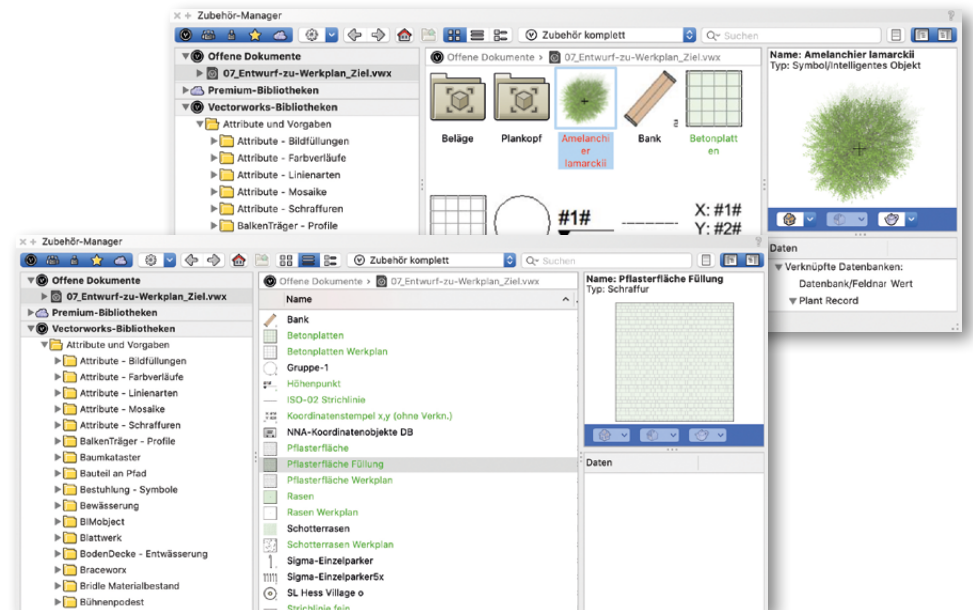 Zubehör-Manager
Zubehör komplett
Suchen
Offene Dokumente
07_Entwurf-zu-Werkplan_Ziel.vwx
Premium-Bibliotheken
Vectorworks-Bibliotheken
Attribute und Vorgaben
Attribute - Bildfüllungen
Attribute - Farbverläufe
Attribute - Linienarten
Attribute - Mosaike
Attribute - Schraffuren
BalkenTräger - Profile
Offene Dokumente > 07_Entwurf-zu-Werkplan_Ziel.vwx
Beläge
Plankopf
Amelanchi
er
lamarckii
Bank
Betonplatt
en
#1#
X: #1#
Y: #2#
Name: Amelanchier lamarckii
Typ: Symbol/Intelligentes Objekt
Daten
Verknüpfte Datenbanken:
Datenbank/Feldnar Wert
Plant Record
Zubehör-Manager
Zubehör komplett
Suchen
Offene Dokumente
07_Entwurf-zu-Werkplan_Ziel.vwx
Premium-Bibliotheken
Vectorworks-Bibliotheken
Attribute und Vorgaben
Attribute - Bildfüllungen
Attribute - Farbverläufe
Attribute - Linienarten
Attribute - Mosaike
Attribute - Schraffuren
BalkenTräger - Profile
Baumkataster
Bauteil an Pfad
Bestuhlung - Symbole
Bewässerung
BIMobject
Blattwerk
BodenDecke - Entwässerung
Braceworx
Bridle Materialbestand
Bühnenpodest
Offene Dokumente > 07_Entwurf-zu-Werkplan_Ziel.vwx
Name
Bank
Betonplatten
Betonplatten Werkplan
Gruppe-1
Höhenpunkt
ISO-02 Strichlinie
Koordinatenstempel x,y (ohne Verkn.)
NNA-Koordinatenobjekte DB
Pflasterfläche
Pflasterfläche Füllung
Pflasterfläche Werkplan
Rasen
Rasen Werkplan
Schotterrasen
Schotterrasen Werkplan
Sigma-Einzelparker
Sigma-Einzelparker5x
SL Hess Village o
Strichlinie fein
Name: Pflasterfläche Füllung
Typ: Schraffur
Daten